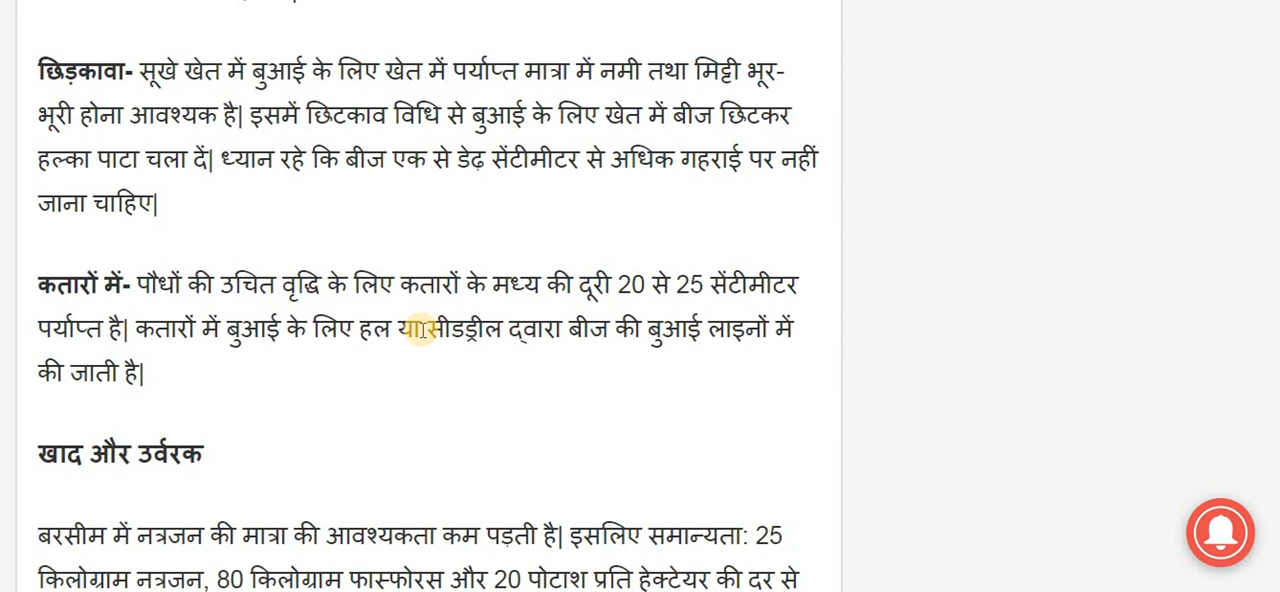 छिड़कावा- सूखे खेत में बुआई के लिए खेत में पर्याप्त मात्रा में नमी तथा मिट्टी भूर-
भूरी होना आवश्यक है| इसमें छिटकाव विधि से बुआई के लिए खेत में बीज छिटकर
हल्का पाटा चला दें| ध्यान रहे कि बीज एक से डेढ़ सेंटीमीटर से अधिक गहराई पर नहीं
जाना चाहिए|
कतारों में- पौधों की उचित वृद्धि के लिए कतारों के मध्य की दूरी 20 से 25 सेंटीमीटर
पर्याप्त है| कतारों में बुआई के लिए हल या सीडड्रील द्वारा बीज की बुआई लाइनों में
की जाती है|
खाद और उर्वरक
बरसीम में नत्रजन की मात्रा की आवश्यकता कम पड़ती है| इसलिए समान्यता: 25
किलोग्राम नत्रजन, 80 किलोग्राम फास्फोरस और 20 पोटाश प्रति हेक्टेयर की दर से